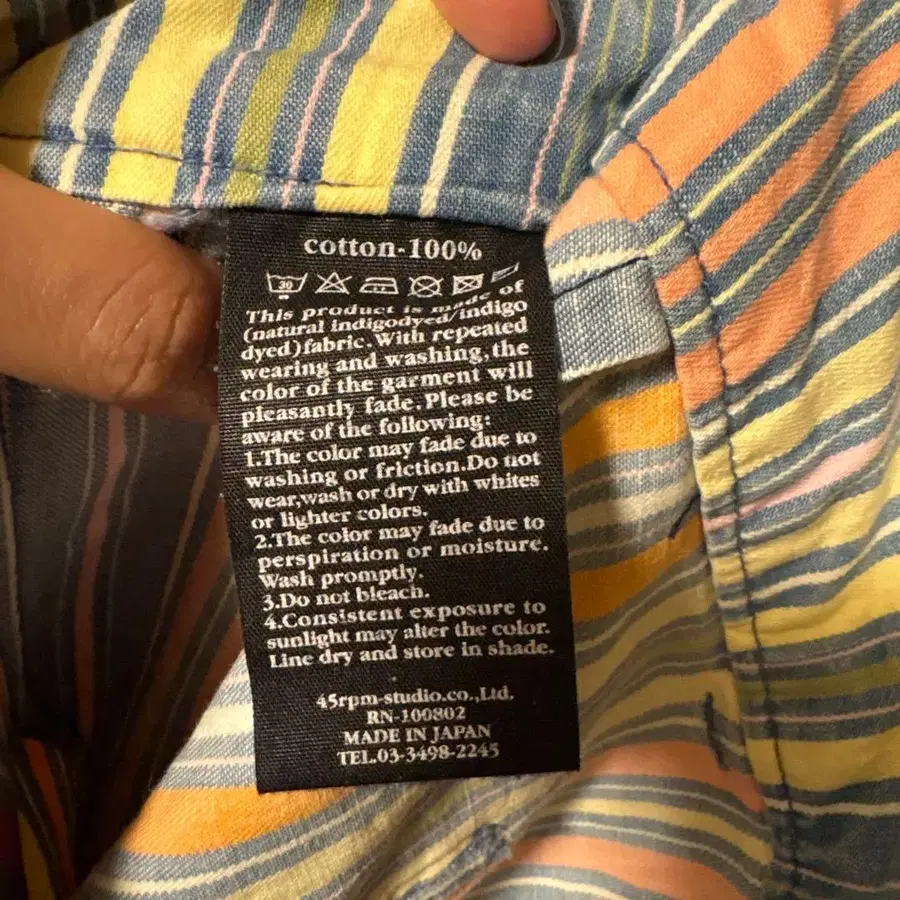 cotton-100%
30
This product is made of
(natural indigodyed/indigo
dyed)fabric.With repeated
wearing and washing,the
color of the garment will
pleasantly fade.Please be
aware of the following:
1.The color may fade due to
washing or friction.Do not
wear,wash or dry with whites
or lighter colors.
2.The color may fade due to
perspiration or moisture.
Wash promptly.
3.Do not bleach.
4.Consistent exposure to
sunlight may alter the color.
Line dry and store in shade.
45rpm-studio.co.,Ltd.
RN-100802
MADE IN JAPAN
TEL.03-3498-2245